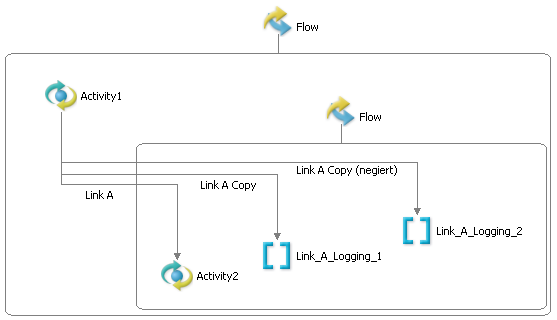 Flow
Activity1
Flow
Link A Copy (negiert)
Link A Copy
Link A
Link_A_Logging_2
Link_A_Logging_1
Activity2